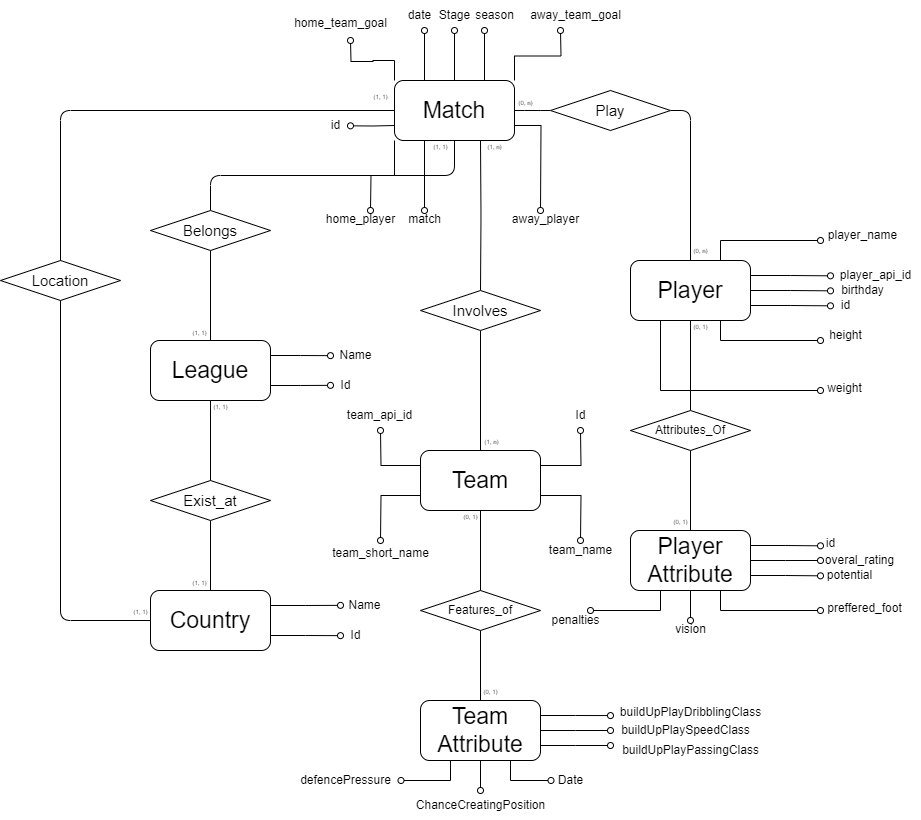 date Stage season away_team_goal
home_team_goal
(1, 1)
Match
(0, n)
Play
id
(1, 1)
(1, n)
home_player match away_player
Belongs
player_name
(0, n)
Location
Player
player_api_id
birthday
id
Involves
(0, 1)
(1, 1)
height
League
Name
Id
weight
(1, 1)
team_api_id
Id
Attributes_Of
(1, n)
Team
Exist_at
(0, 1)
(0, 1)
team_short_name
team_name
Player
Attribute
id
overal_rating
potential
(1, 1)
(1, 1)
Country
Name
Id
Features_of
penalties
vision
preffered_foot
(0, 1)
Team
Attribute
buildUpPlayDribblingClass
buildUpPlaySpeedClass
buildUpPlayPassingClass
defencePressure
Date
ChanceCreatingPosition